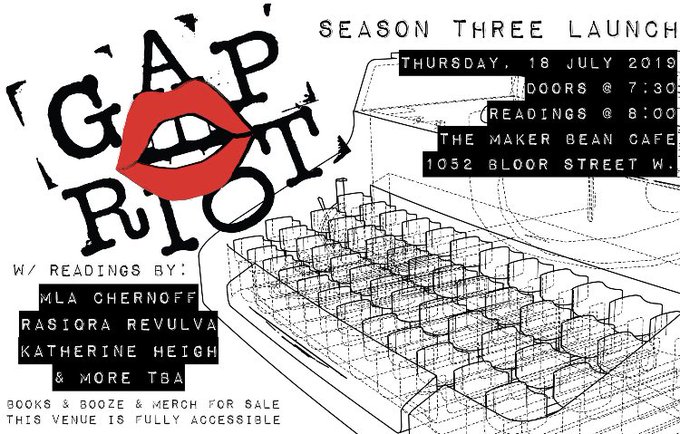 GAP
RIOT
SEASON THREE LAUNCH
THURSDAY, 18 JULY 2019
DOORS @ 7:30
READINGS @ 8:00
THE MAKER BEAN CAFE
1052 BLOOR STREET W.
W/ READINGS BY:
MLA CHERNOFF
RASIQRA REVULVA
KATHERINE HEIGH
& MORE TBA
BOOKS & BOOZE & MERCH FOR SALE
THIS VENUE IS FULLY ACCESSIBLE